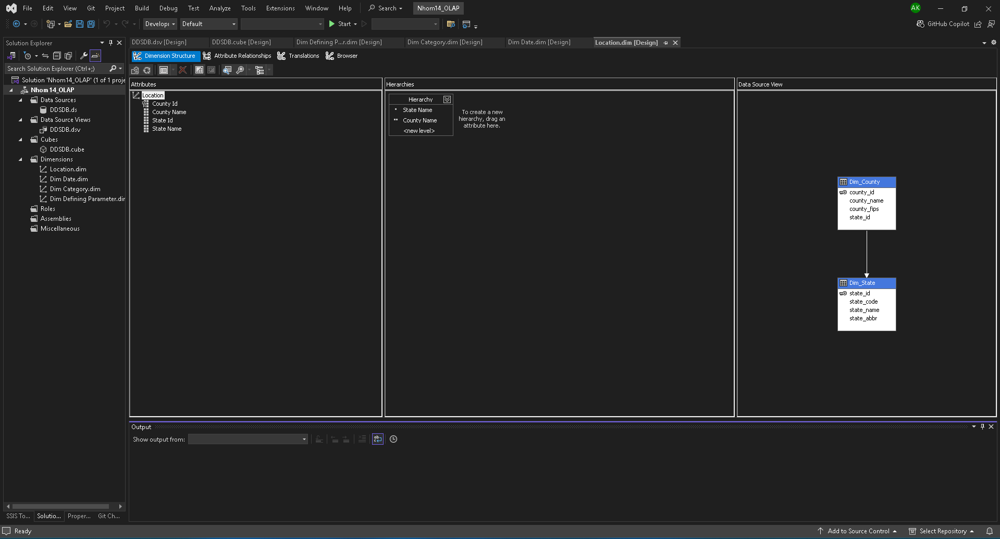 File Edit View Git Project Build Debug Test Analyze Tools Extensions Window Help Search Nhom14_OLAP AK
Developı Default Start GitHub Copilot
Solution Explorer
Search Solution Explorer (Ctrl+;)
Solution 'Nhom14_OLAP' (1 of 1 proje
Nhom14_OLAP
Data Sources
DDSDB.ds
Data Source Views
DDSDB.dsv
Cubes
DDSDB.cube
Dimensions
Location.dim
Dim Date.dim
Dim Category.dim
Dim Defining Parameter.dir
Roles
Assemblies
Miscellaneous
SSIS To... Solutio... Proper... Git Ch...
DDSDB.dsv [Design] DDSDB.cube [Design] Dim Defining P...r.dim [Design] Dim Category.dim [Design] Dim Date.dim [Design] Location.dim [Design]
Dimension Structure Attribute Relationships Translations Browser
Attributes
Location
County Id
County Name
State Id
State Name
Hierarchies
Hierarchy
State Name
County Name
<new level>
To create a new
hierarchy, drag an
attribute here.
Data Source View
Dim_County
county_id
county_name
county_fips
state_id
Dim_State
state_id
state_code
state_name
state_abbr
Output
Show output from:
Ready Add to Source Control Select Repository